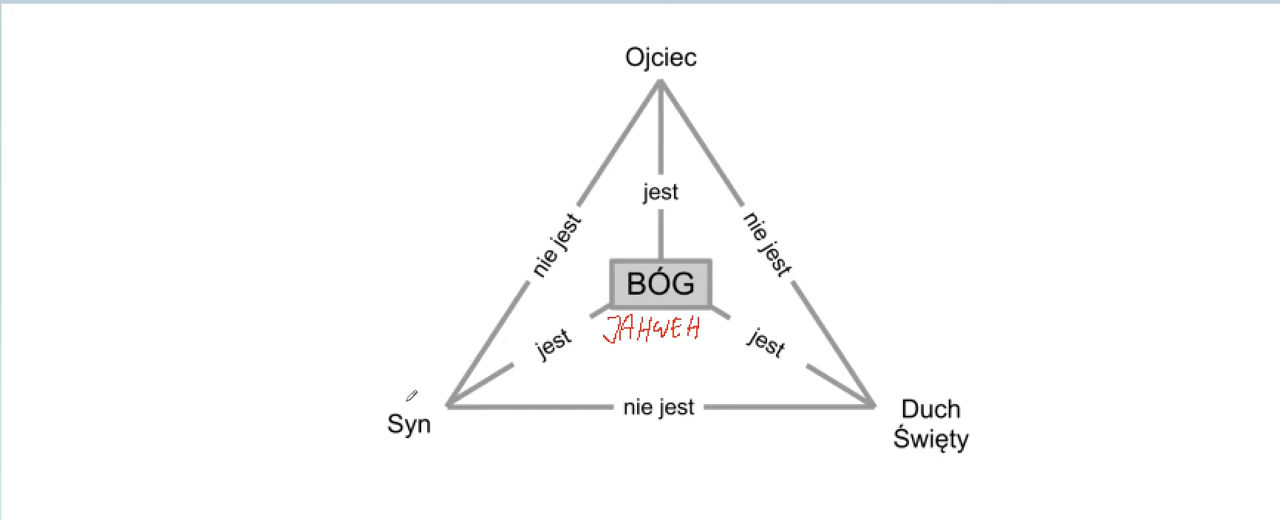 Ojciec
jest
nie jest
nie jest
BÓG
JAHWEH
jest
jest
nie jest
Syn
Duch
Święty